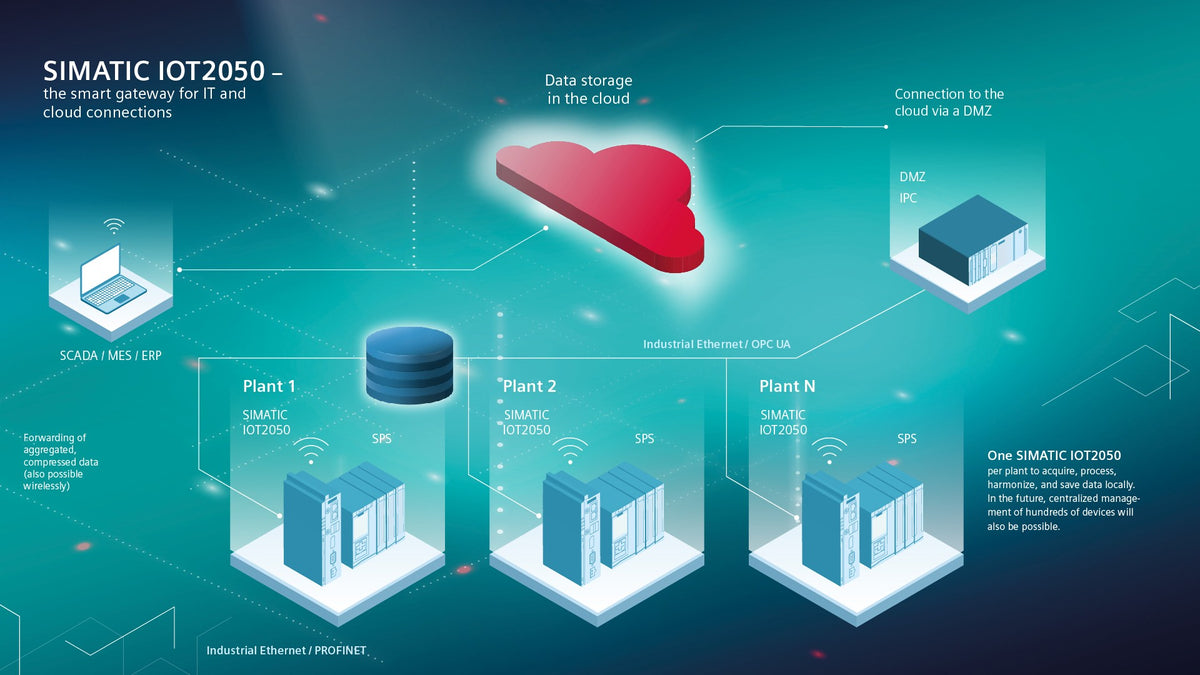 SIMATIC IOT2050 –
the smart gateway for IT and
cloud connections
Data storage
in the cloud
Connection to the
cloud via a DMZ
DMZ
IPC
SCADA / MES / ERP
Industrial Ethernet / OPC UA
Plant 1
SIMATIC
IOT2050
SPS
Plant 2
SIMATIC
IOT2050
SPS
Plant N
SIMATIC
IOT2050
SPS
Forwarding of
aggregated,
compressed data
(also possible
wirelessly)
One SIMATIC IOT2050
per plant to acquire, process,
harmonize, and save data locally.
In the future, centralized manage-
ment of hundreds of devices will
also be possible.
Industrial Ethernet / PROFINET